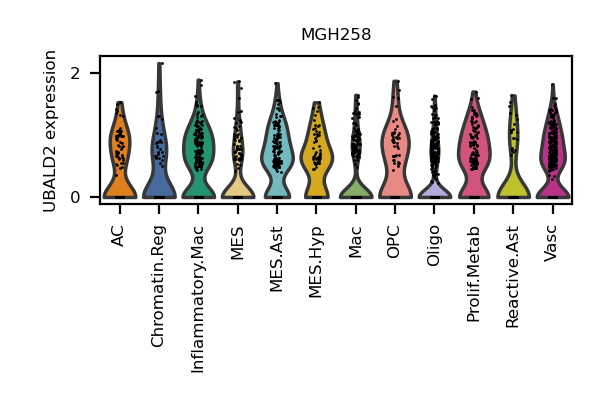 MGH258
UBALD2 expression
2
0
AC
Chromatin.Reg
Inflammatory.Mac
MES
MES.Ast
MES.Hyp
Mac
OPC
Oligo
Prolif.Metab
Reactive.Ast
Vasc